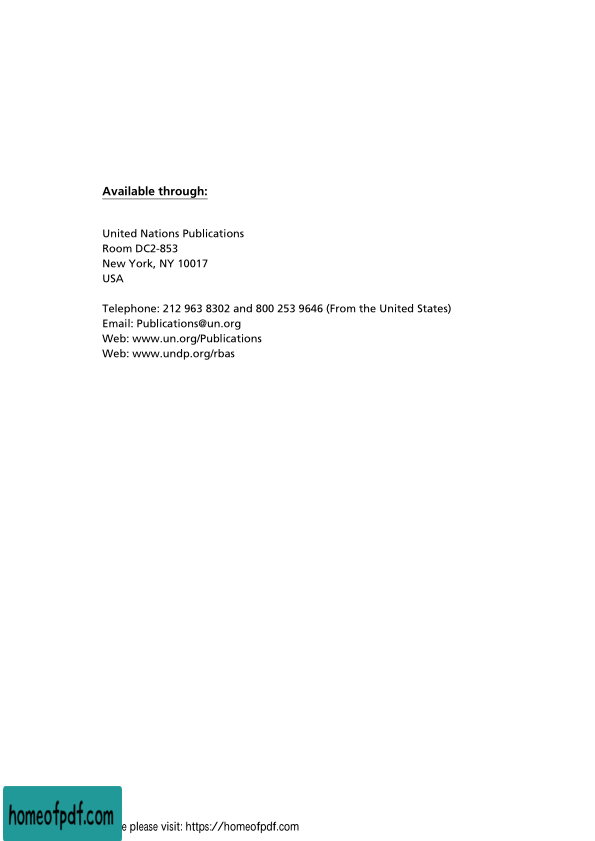 Available through:
United Nations Publications
Room DC2-853
New York, NY 10017
USA
Telephone: 212 963 8302 and 800 253 9646 (From the United States)
Email: Publications@un.org
Web: www.un.org/Publications
Web: www.undp.org/rbas
homeofpdf.com
please visit: https://homeofpdf.com